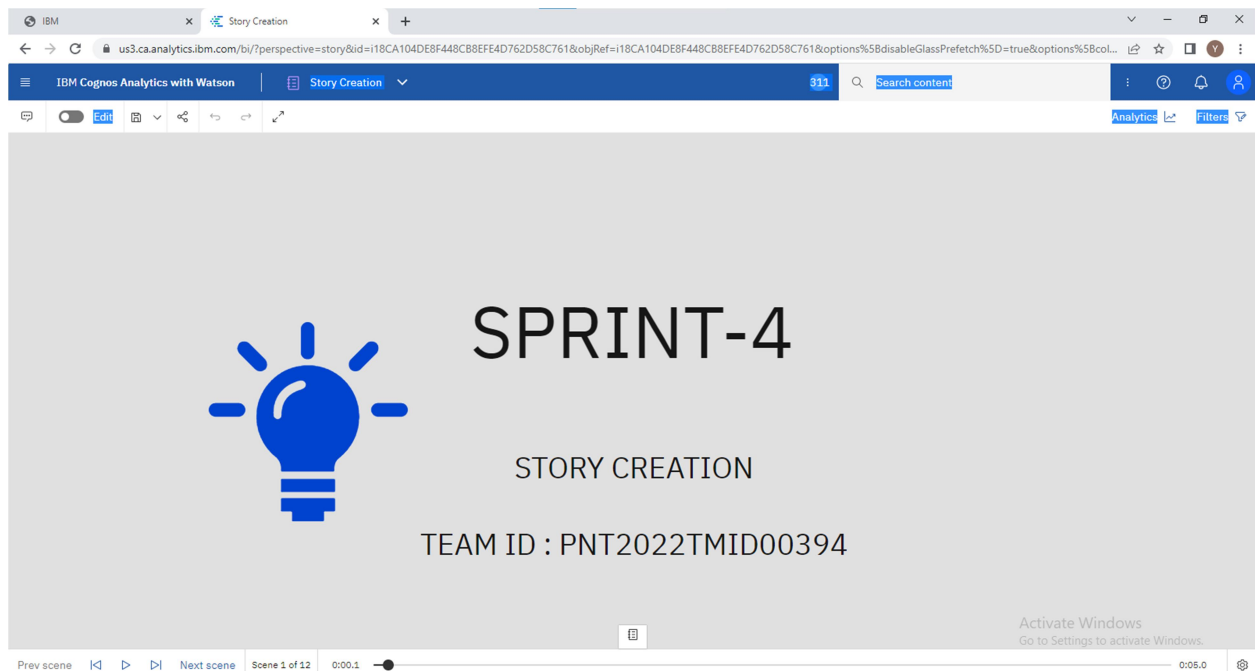 IBM
Story Creation
us3.ca.analytics.ibm.com/bi/?perspective=story&id=i18CA104DE8F448CB8EFE4D762D58C761&objRef=i18CA104DE8F448CB8EFE4D762D58C761&options%5BdisableGlassPrefetch%5D=true&options%5Bcol... Y
IBM Cognos Analytics with Watson Story Creation 311 Search content
Edit Analytics Filters
SPRINT-4
STORY CREATION
TEAM ID : PNT2022TMID00394
Activate Windows
Go to Settings to activate Windows.
Prev scene Next scene Scene 1 of 12 0:00.1 0:05.0